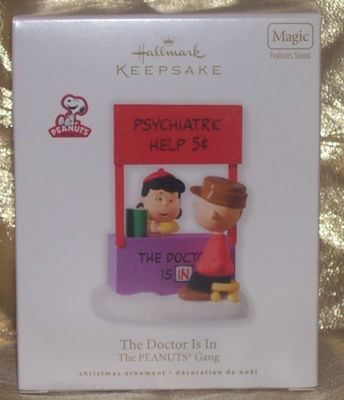 Hallmark
KEEPSAKE
Magic
Features Sound
PEANUTS
PSYCHIATRIC
HELP 5¢
THE DOCTOR
IS IN
The Doctor Is In
The PEANUTS® Gang
christmas ornament • décoration de noël